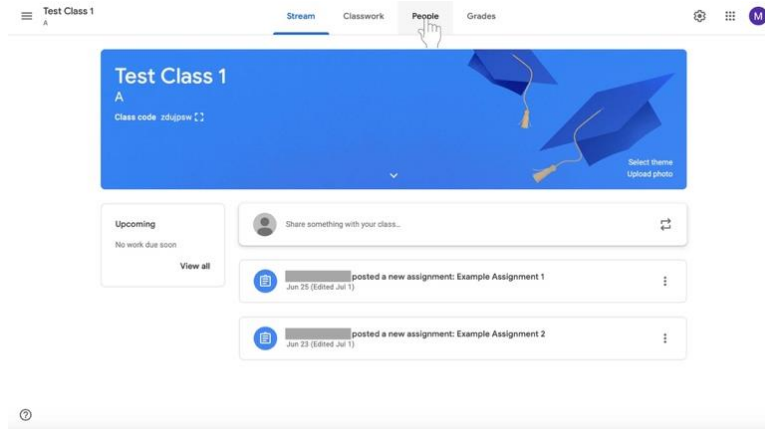 Test Class 1
A
Stream Classwork People Grades
M
Test Class 1
A
Class code zdujpsw
Select theme
Upload photo
Upcoming
No work due soon
View all
Share something with your class...
posted a new assignment: Example Assignment 1
Jun 25 (Edited Jul 1)
posted a new assignment: Example Assignment 2
Jun 23 (Edited Jul 1)